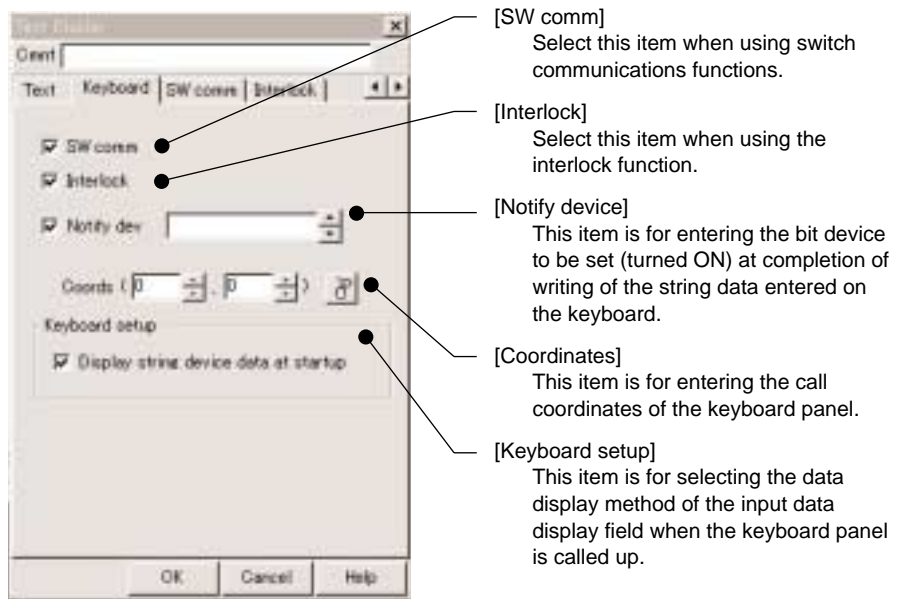 Cmnt
Text Keyboard SW comm Interlock
SW comm
Interlock
Notify dev
Coords ( 0 , 0 )
Keyboard setup
Display string device data at startup
OK Cancel Help
[SW comm]
Select this item when using switch
communications functions.
[Interlock]
Select this item when using the
interlock function.
[Notify device]
This item is for entering the bit device
to be set (turned ON) at completion of
writing of the string data entered on
the keyboard.
[Coordinates]
This item is for entering the call
coordinates of the keyboard panel.
[Keyboard setup]
This item is for selecting the data
display method of the input data
display field when the keyboard panel
is called up.